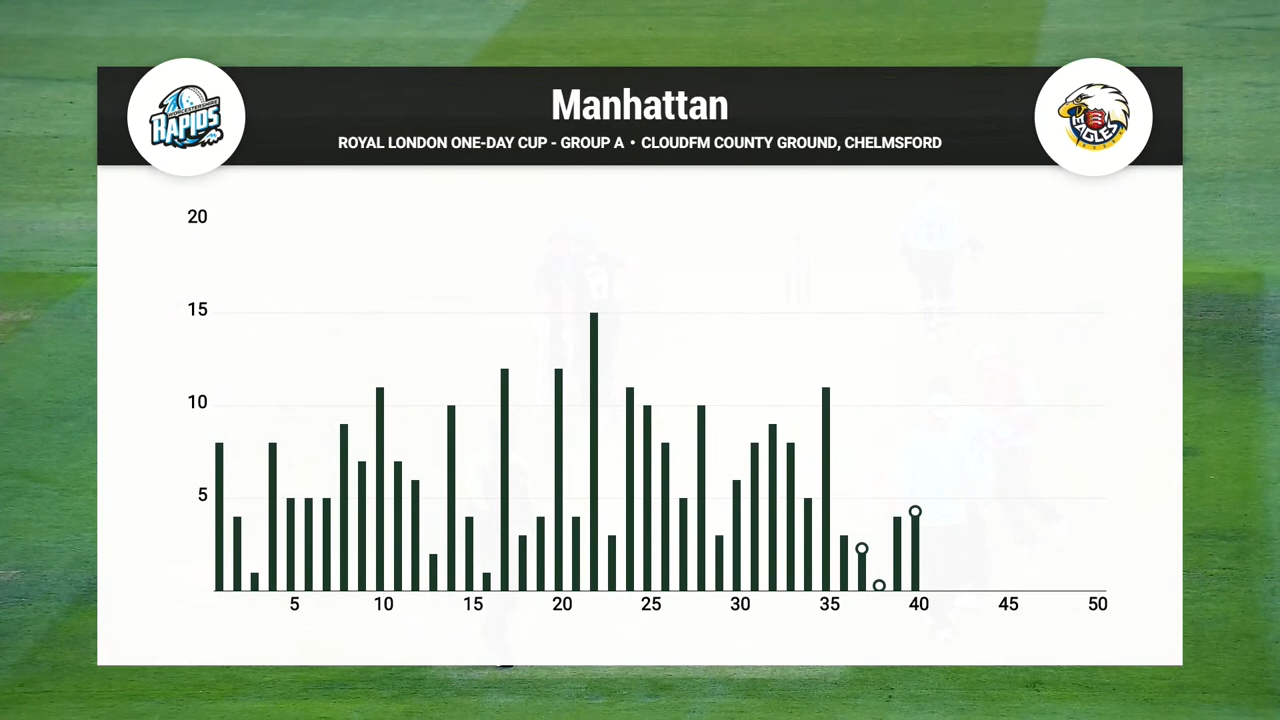 Manhattan
ROYAL LONDON ONE-DAY CUP - GROUP A • CLOUDFM COUNTY GROUND, CHELMSFORD
WORCESTERSHIRE
RAPIDS
EAGLES
20
15
10
5
5 10 15 20 25 30 35 40 45 50